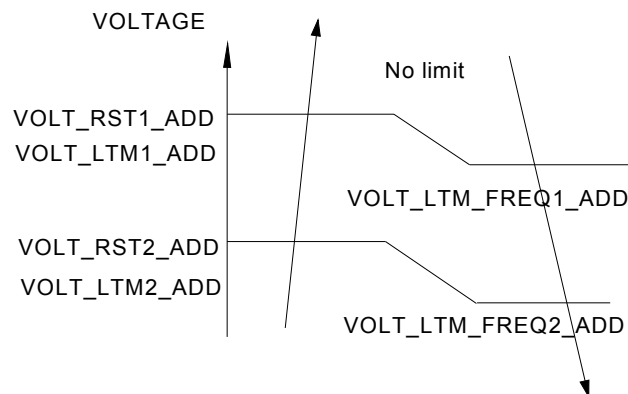 VOLTAGE
No limit
VOLT_RST1_ADD
VOLT_LTM1_ADD
VOLT_LTM_FREQ1_ADD
VOLT_RST2_ADD
VOLT_LTM2_ADD
VOLT_LTM_FREQ2_ADD